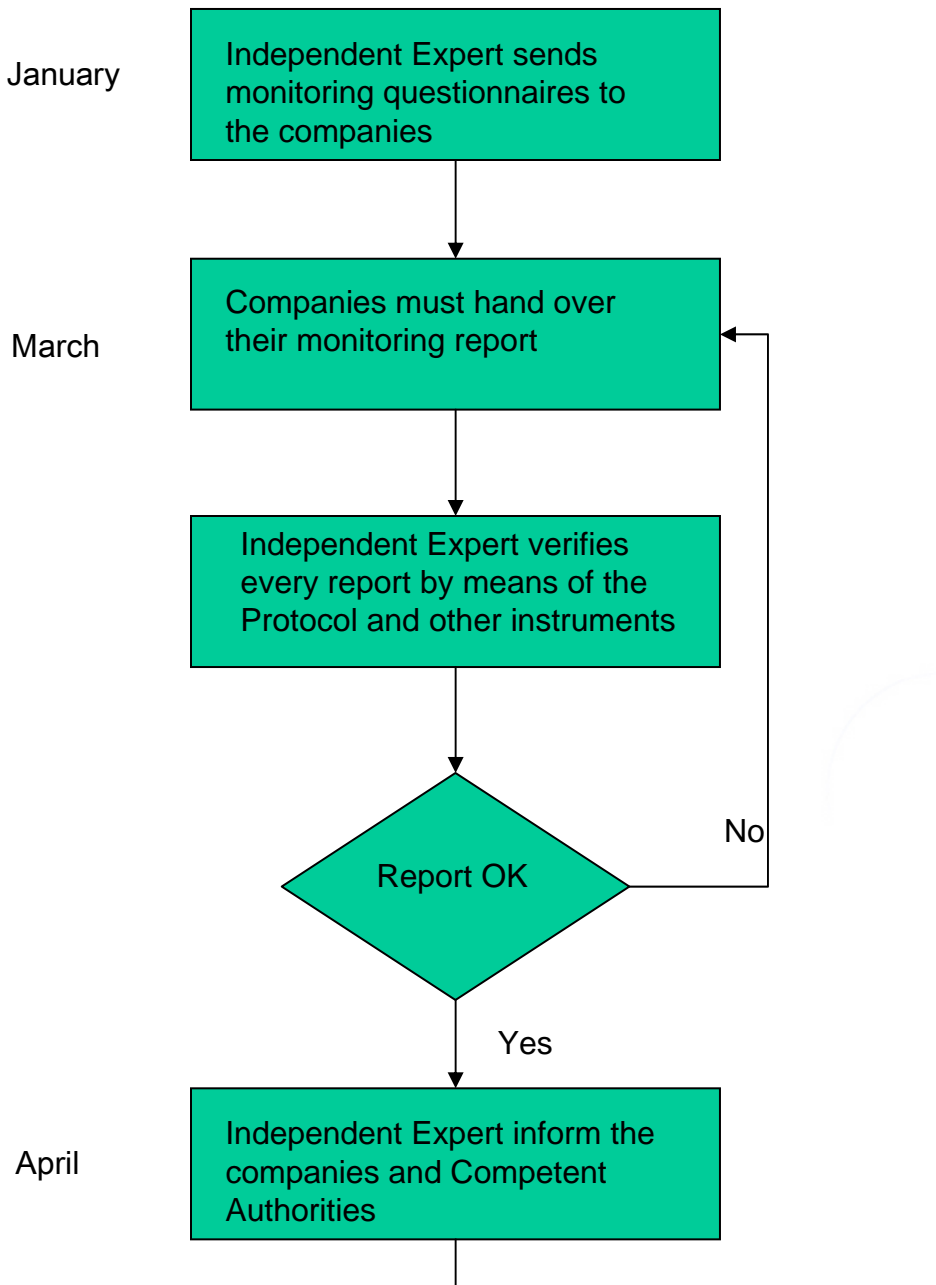 January
Independent Expert sends
monitoring questionnaires to
the companies
March
Companies must hand over
their monitoring report
Independent Expert verifies
every report by means of the
Protocol and other instruments
Report OK
No
Yes
April
Independent Expert inform the
companies and Competent
Authorities